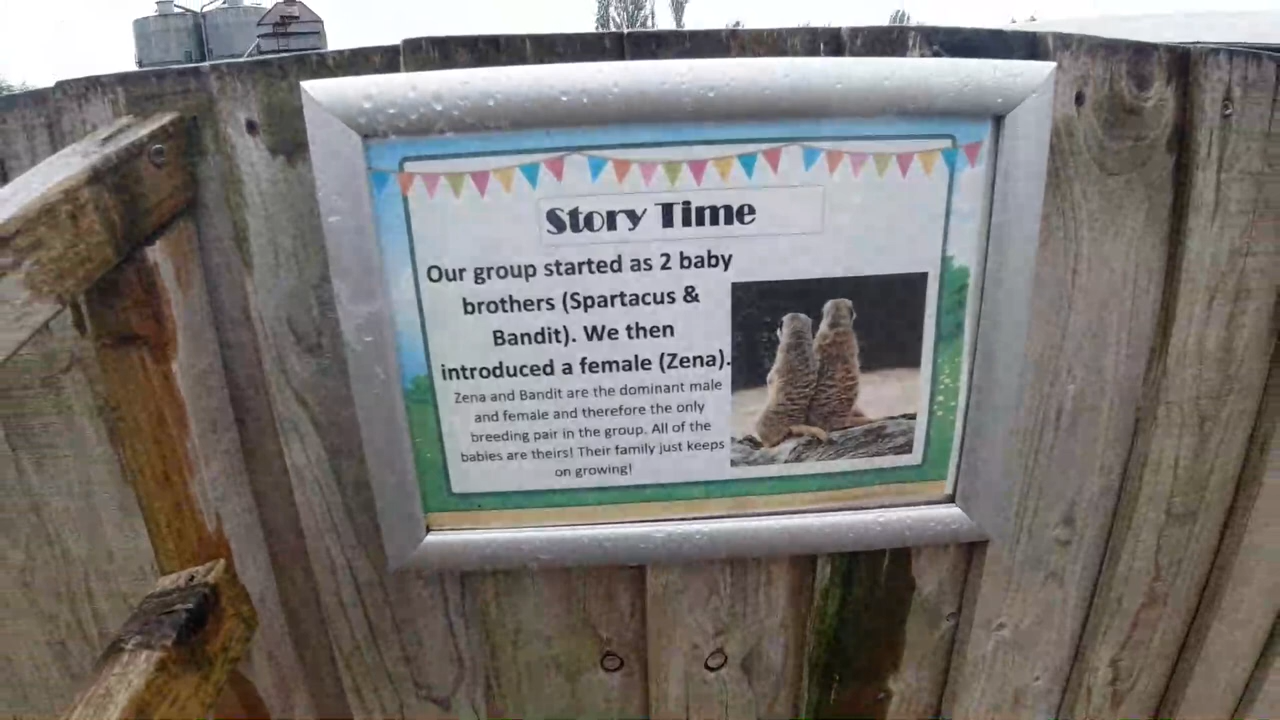 Story Time
Our group started as 2 baby
brothers (Spartacus &
Bandit). We then
introduced a female (Zena).
Zena and Bandit are the dominant male
and female and therefore the only
breeding pair in the group. All of the
babies are theirs! Their family just keeps
on growing!